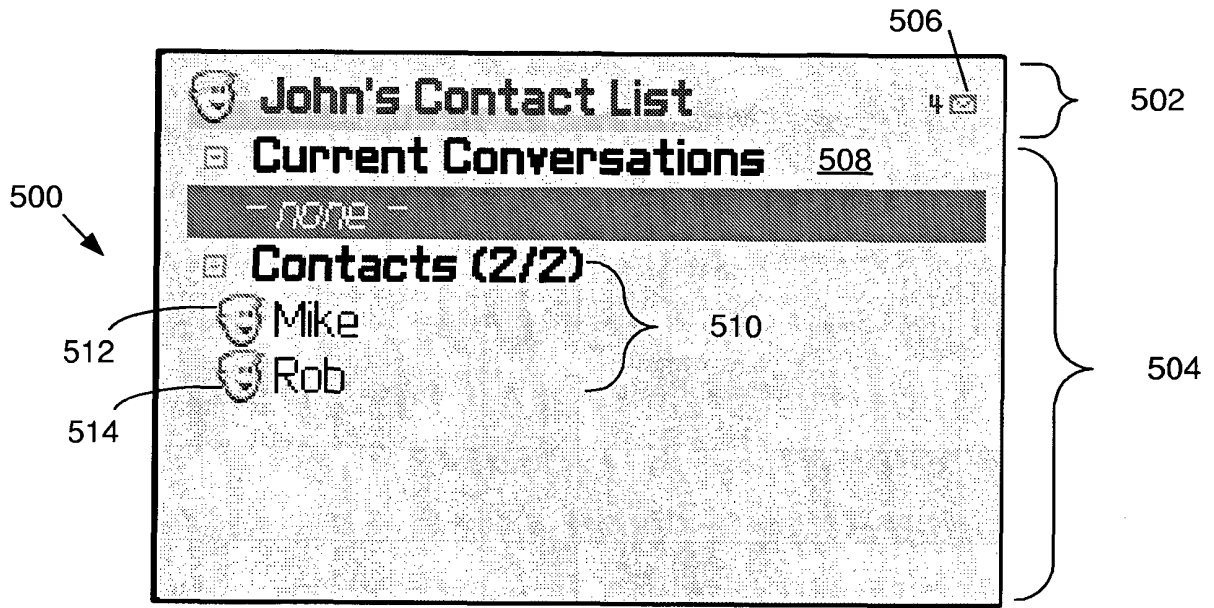 506
John's Contact List 4
502
Current Conversations 508
500
- none -
Contacts (2/2)
Mike
510
512
504
Rob
514